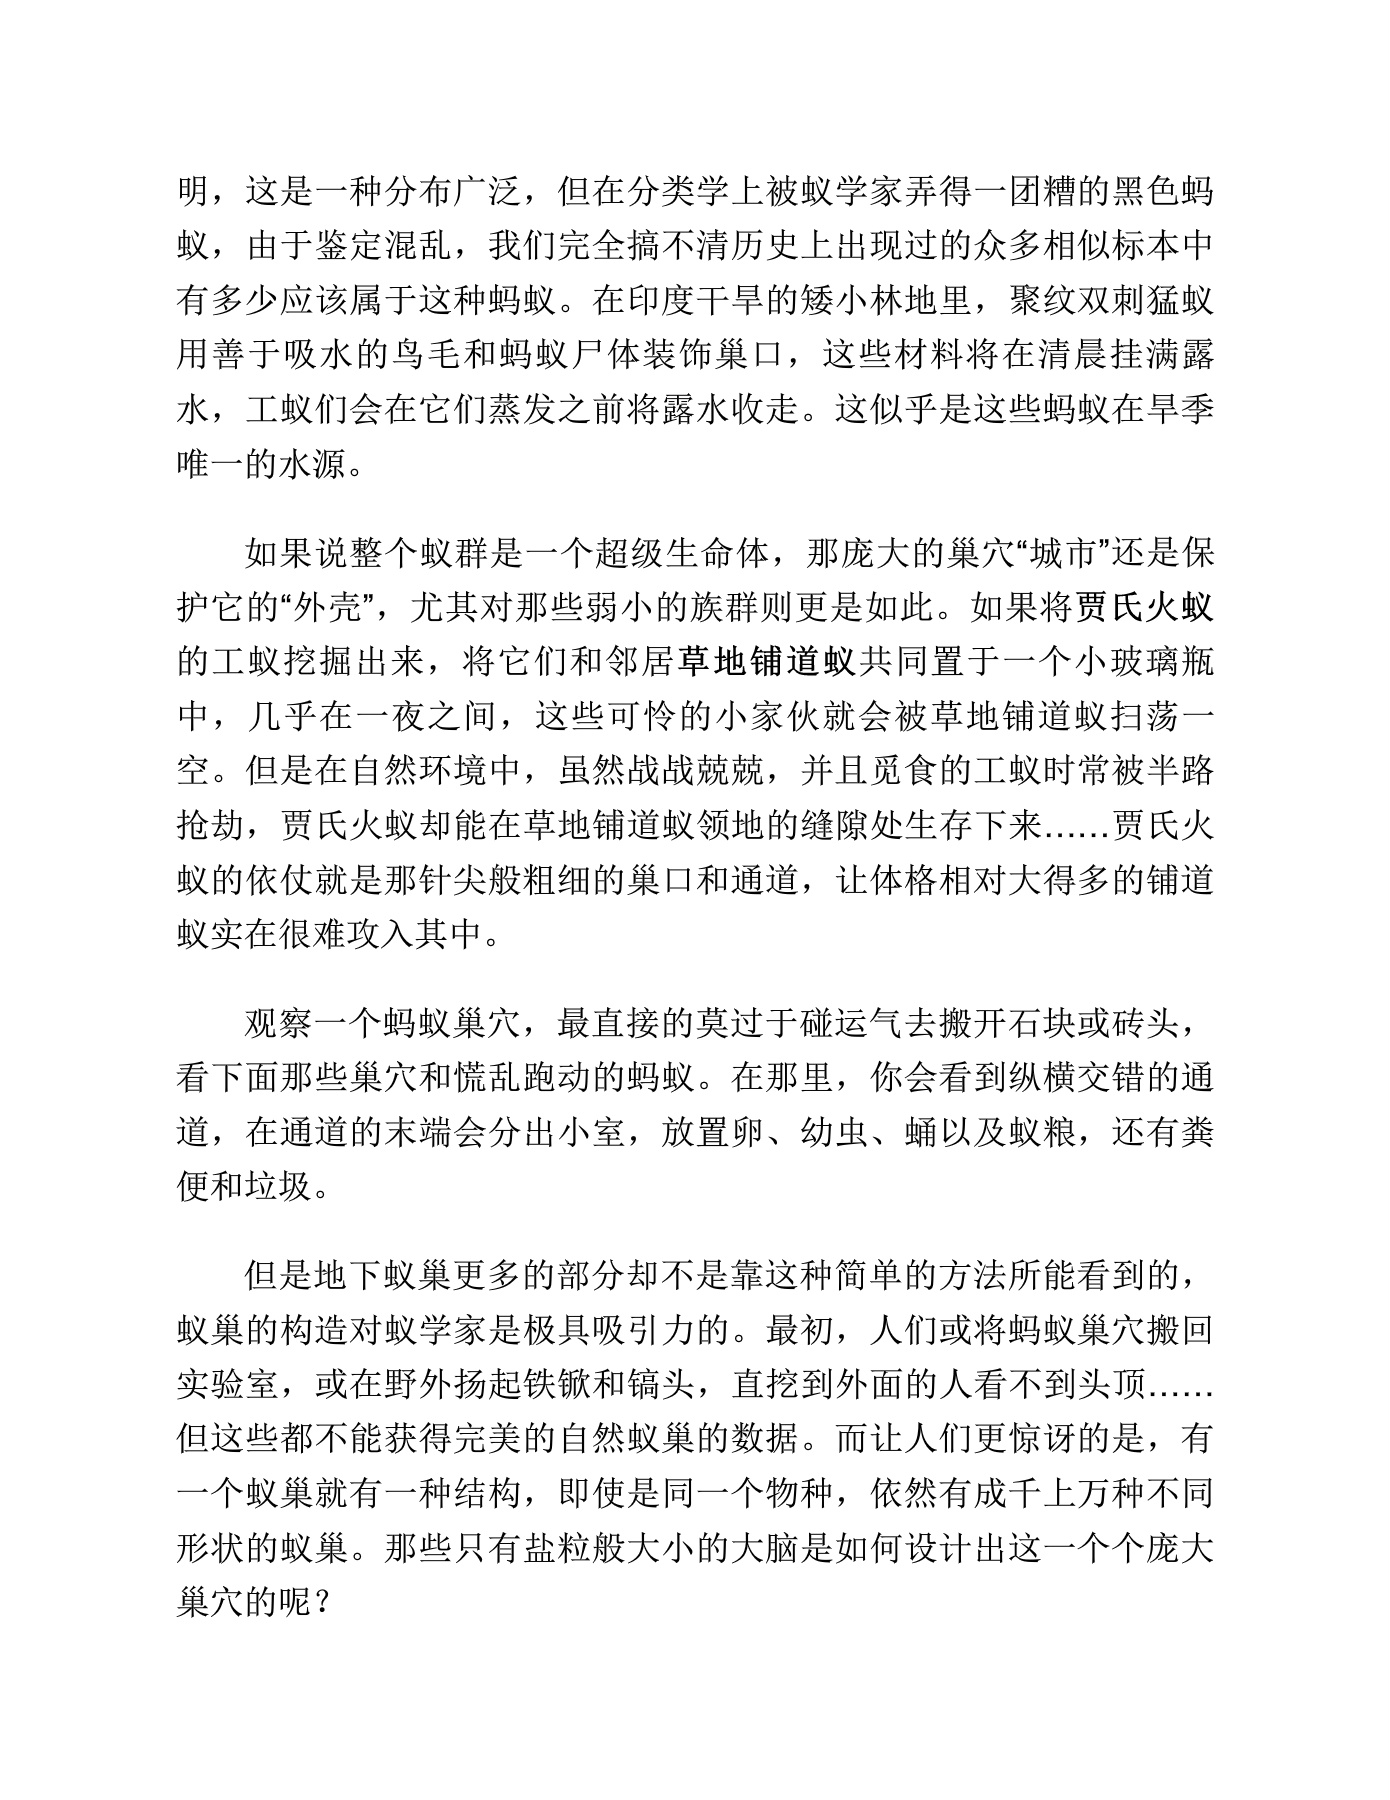 明，这是一种分布广泛，但在分类学上被蚁学家弄得一团糟的黑色蚂
蚁，由于鉴定混乱，我们完全搞不清历史上出现过的众多相似标本中
有多少应该属于这种蚂蚁。在印度干旱的矮小林地里，聚纹双刺猛蚁
用善于吸水的鸟毛和蚂蚁尸体装饰巢口，这些材料将在清晨挂满露
水，工蚁们会在它们蒸发之前将露水收走。这似乎是这些蚂蚁在旱季
唯一的水源。
如果说整个蚁群是一个超级生命体，那庞大的巢穴“城市”还是保
护它的“外壳”，尤其对那些弱小的族群则更是如此。如果将贾氏火蚁
的工蚁挖掘出来，将它们和邻居草地铺道蚁共同置于一个小玻璃瓶
中，几乎在一夜之间，这些可怜的小家伙就会被草地铺道蚁扫荡一
空。但是在自然环境中，虽然战战兢兢，并且觅食的工蚁时常被半路
抢劫，贾氏火蚁却能在草地铺道蚁领地的缝隙处生存下来……贾氏火
蚁的依仗就是那针尖般粗细的巢口和通道，让体格相对大得多的铺道
蚁实在很难攻入其中。
观察一个蚂蚁巢穴，最直接的莫过于碰运气去搬开石块或砖头，
看下面那些巢穴和慌乱跑动的蚂蚁。在那里，你会看到纵横交错的通
道，在通道的末端会分出小室，放置卵、幼虫、蛹以及蚁粮，还有粪
便和垃圾。
但是地下蚁巢更多的部分却不是靠这种简单的方法所能看到的，
蚁巢的构造对蚁学家是极具吸引力的。最初，人们或将蚂蚁巢穴搬回
实验室，或在野外扬起铁锨和镐头，直挖到外面的人看不到头顶……
但这些都不能获得完美的自然蚁巢的数据。而让人们更惊讶的是，有
一个蚁巢就有一种结构，即使是同一个物种，依然有成千上万种不同
形状的蚁巢。那些只有盐粒般大小的大脑是如何设计出这一个个庞大
巢穴的呢？